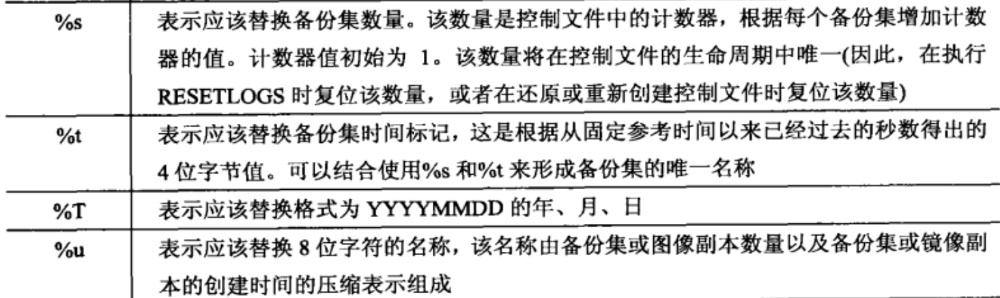 %s 表示应该替换备份集数量。该数量是控制文件中的计数器，根据每个备份集增加计数
器的值。计数器值初始为 1。该数量将在控制文件的生命周期中唯一(因此，在执行
RESETLOGS 时复位该数量，或者在还原或重新创建控制文件时复位该数量)
%t 表示应该替换备份集时间标记，这是根据从固定参考时间以来已经过去的秒数得出的
4 位字节值。可以结合使用%s 和%t 来形成备份集的唯一名称
%T 表示应该替换格式为 YYYYMMDD 的年、月、日
%u 表示应该替换 8 位字符的名称，该名称由备份集或图像副本数量以及备份集或镜像副
本的创建时间的压缩表示组成